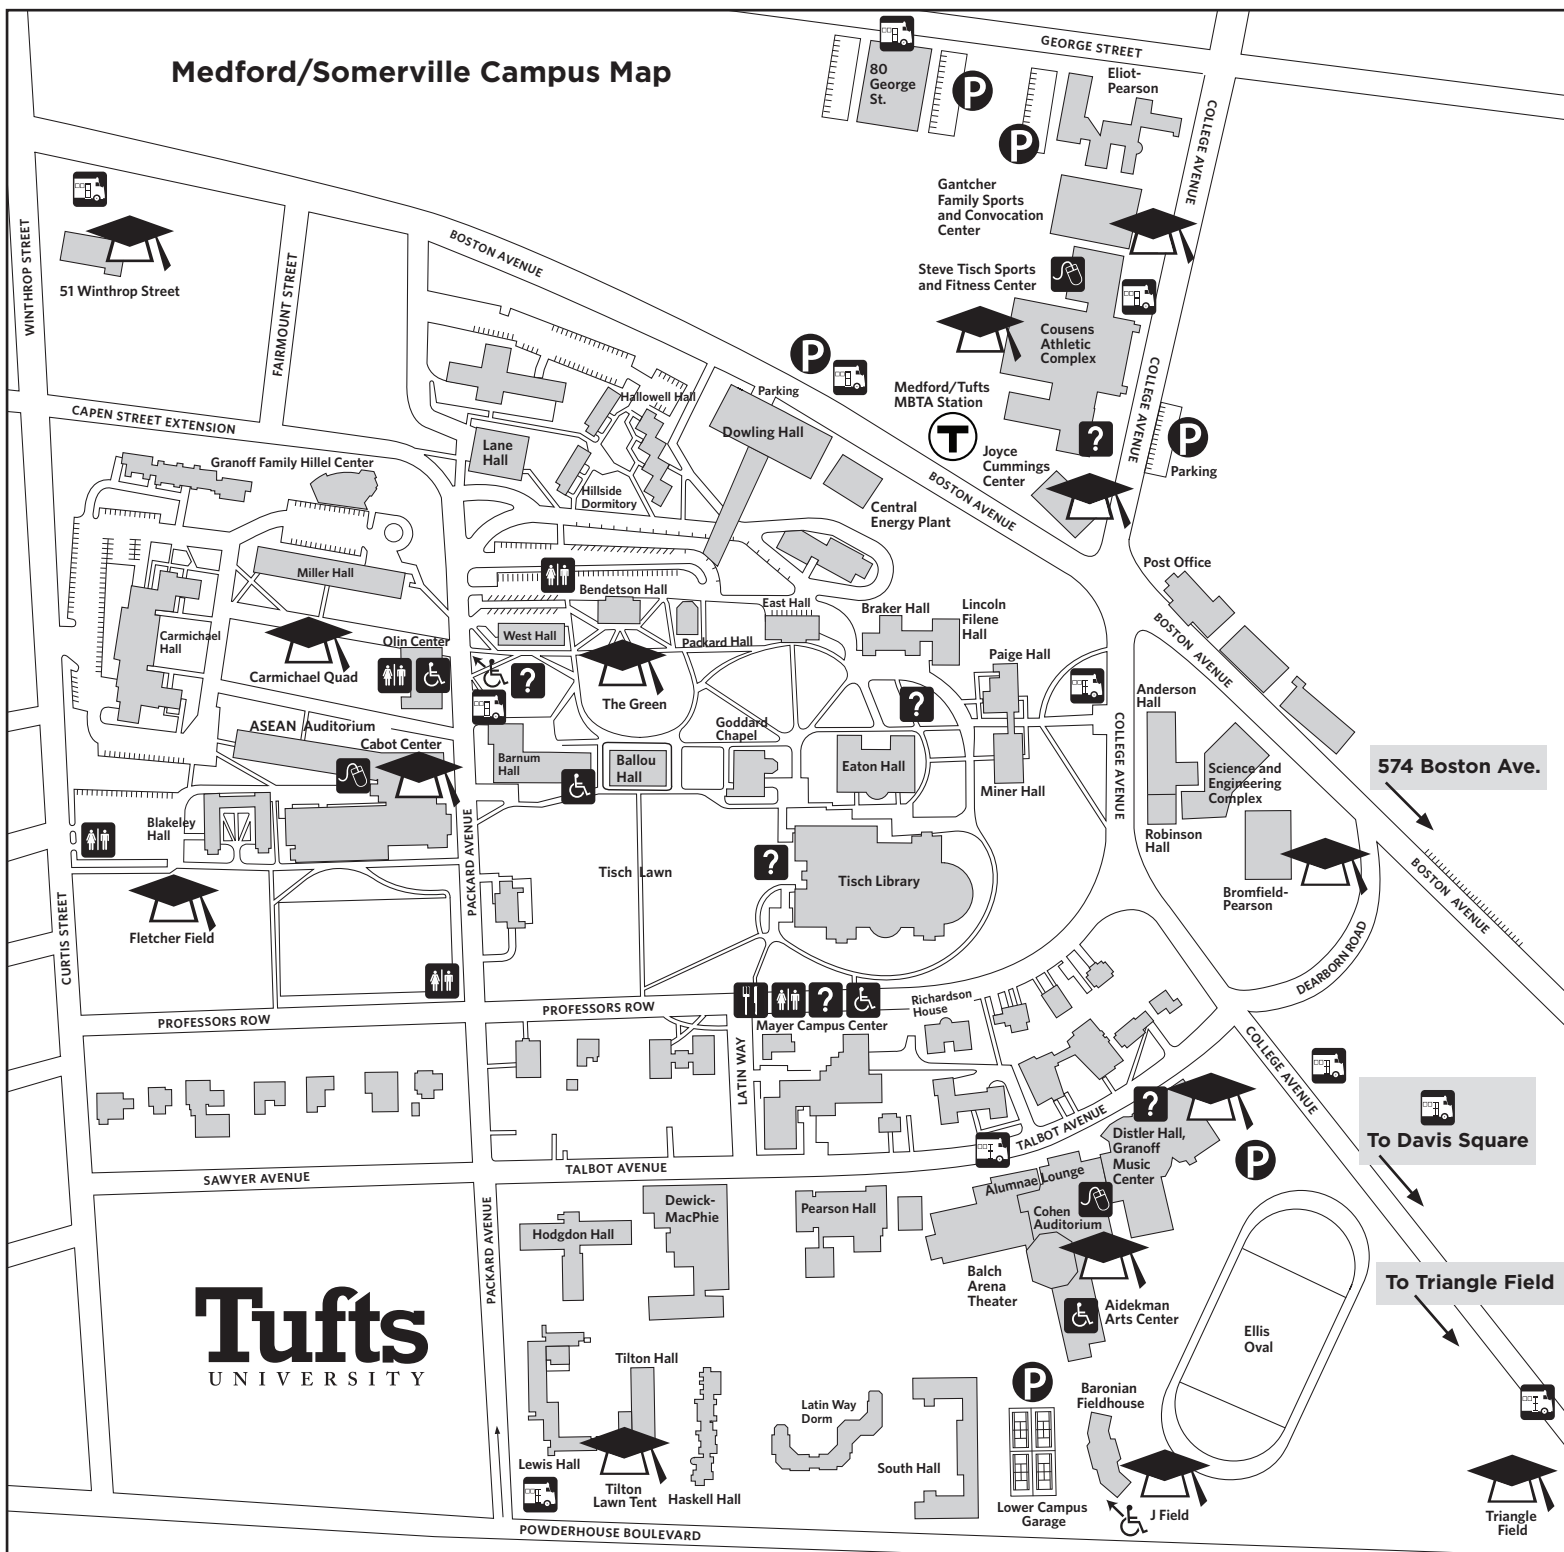 Medford/Somerville Campus Map
GEORGE STREET
80
George
St.
P
P
Eliot-
Pearson
COLLEGE AVENUE
Gantcher
Family Sports
and Convocation
Center
WINTHROP STREET
51 Winthrop Street
FAIRMOUNT STREET
BOSTON AVENUE
Steve Tisch Sports
and Fitness Center
Cousens
Athletic
Complex
P
Medford/Tufts
MBTA Station
T
COLLEGE AVENUE
?
P
Parking
Joyce
Cummings
Center
Parking
Hallowell Hall
Dowling Hall
CAPEN STREET EXTENSION
Granoff Family Hillel Center
Lane
Hall
Hillside
Dormitory
Central
Energy Plant
BOSTON AVENUE
Post Office
Miller Hall
Bendetson Hall
East Hall
Braker Hall
Lincoln
Filene
Hall
BOSTON AVENUE
Carmichael
Hall
Olin Center
West Hall
Packard Hall
Paige Hall
Carmichael Quad
?
The Green
?
Anderson
Hall
COLLEGE AVENUE
ASEAN Auditorium
Cabot Center
Barnum
Hall
Ballou
Hall
Goddard
Chapel
Eaton Hall
Miner Hall
Science and
Engineering
Complex
574 Boston Ave.
Blakeley
Hall
PACKARD AVENUE
Tisch Lawn
?
Tisch Library
Robinson
Hall
Bromfield-
Pearson
BOSTON AVENUE
CURTIS STREET
Fletcher Field
DEARBORN ROAD
PROFESSORS ROW
PROFESSORS ROW
?
Mayer Campus Center
Richardson
House
LATIN WAY
COLLEGE AVENUE
To Davis Square
?
TALBOT AVENUE
Distler Hall,
Granoff
Music
Center
P
SAWYER AVENUE
TALBOT AVENUE
Alumnae Lounge
Cohen
Auditorium
Dewick-
MacPhie
Pearson Hall
Hodgdon Hall
PACKARD AVENUE
Balch
Arena
Theater
Aidekman
Arts Center
To Triangle Field
Ellis
Oval
Tufts
UNIVERSITY
Tilton Hall
P
Baronian
Fieldhouse
Latin Way
Dorm
Lewis Hall
Tilton
Lawn Tent
Haskell Hall
South Hall
Lower Campus
Garage
J Field
Triangle
Field
POWDERHOUSE BOULEVARD